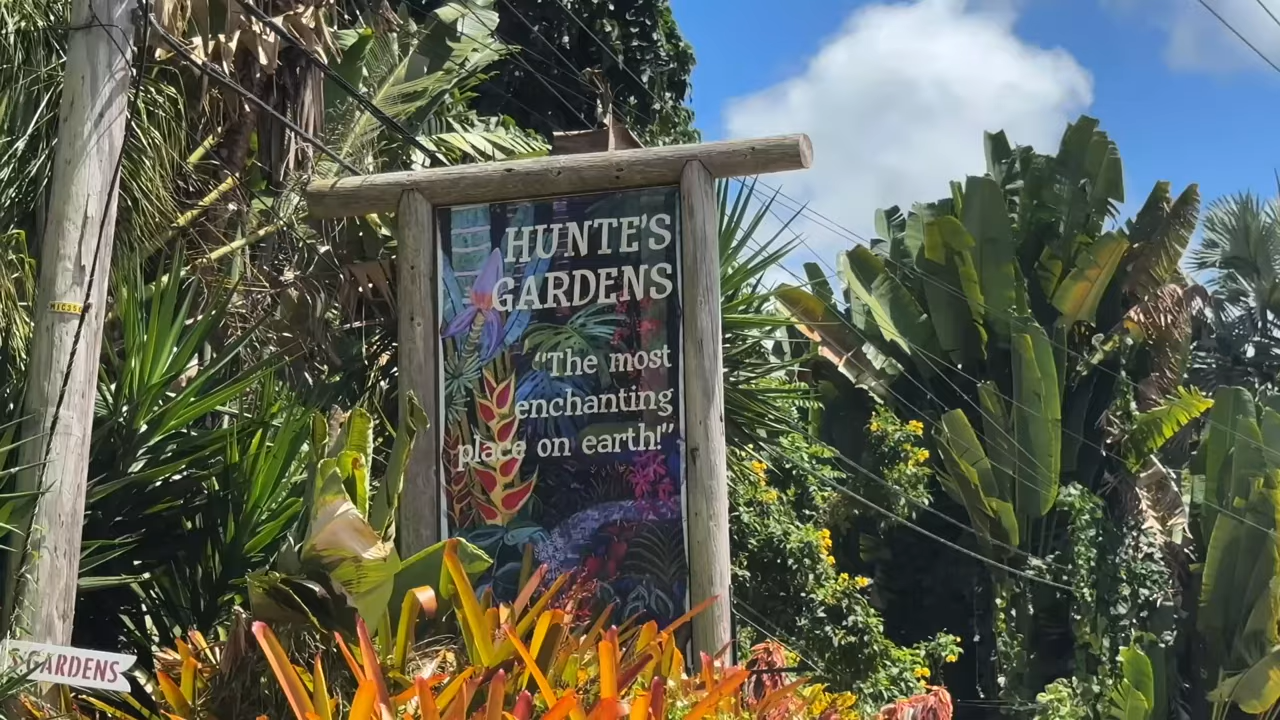 HUNTE'S
GARDENS
"The most
enchanting
place on earth!"
S GARDENS